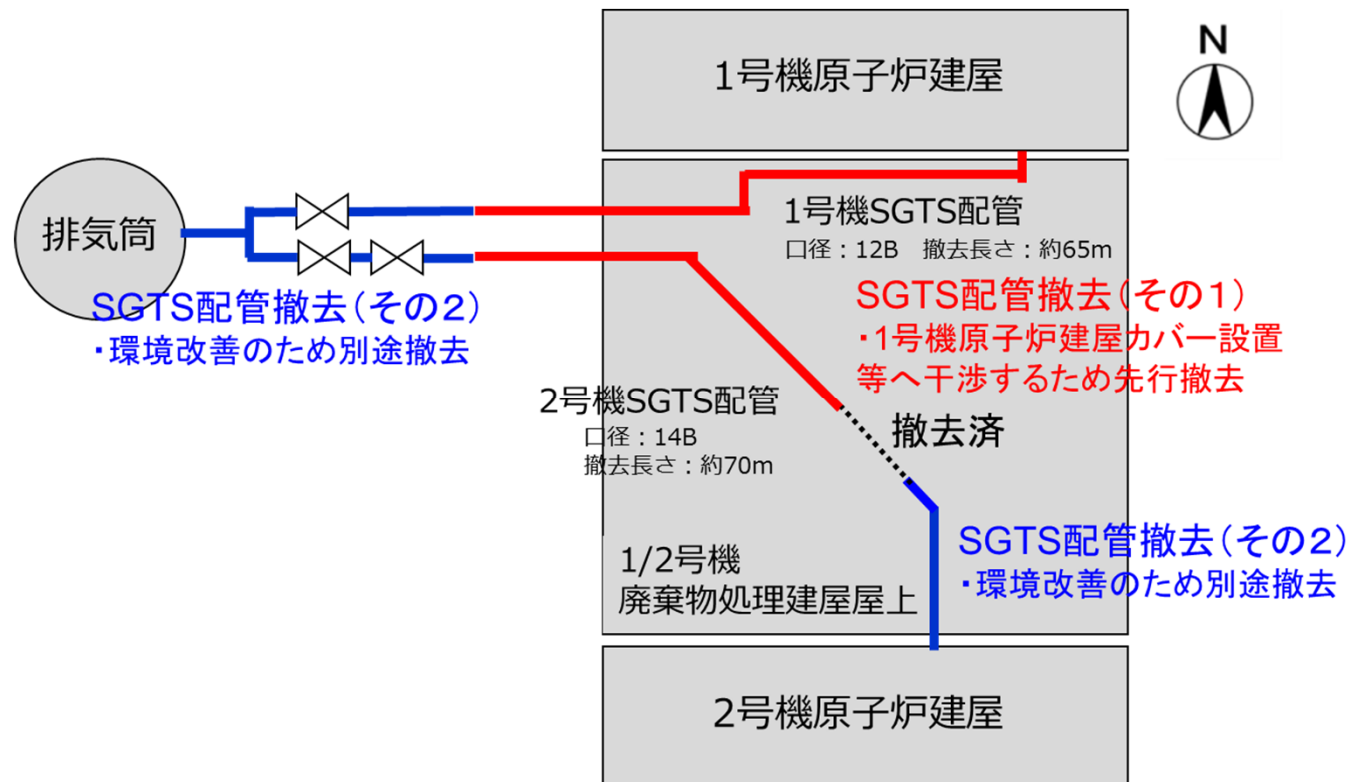 1号機原子炉建屋
N
排気筒
1号機SGTS配管
口径：12B　撤去長さ：約65m
SGTS配管撤去（その１）
・１号機原子炉建屋カバー設置
等へ干渉するため先行撤去
SGTS配管撤去（その２）
・環境改善のため別途撤去
2号機SGTS配管
口径：14B
撤去長さ：約70m
撤去済
SGTS配管撤去（その２）
・環境改善のため別途撤去
1/2号機
廃棄物処理建屋屋上
2号機原子炉建屋